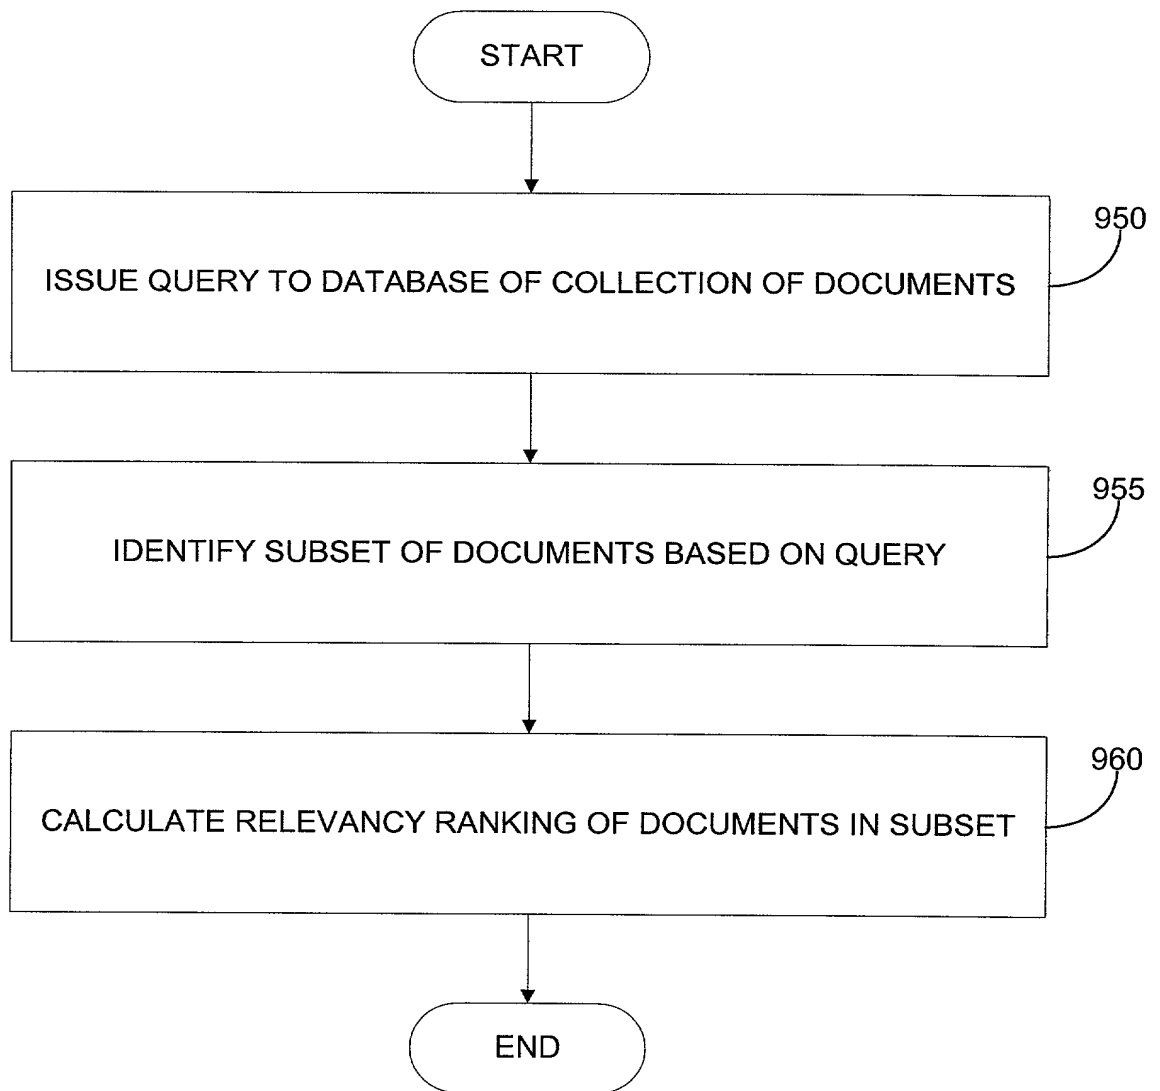 START
ISSUE QUERY TO DATABASE OF COLLECTION OF DOCUMENTS
950
IDENTIFY SUBSET OF DOCUMENTS BASED ON QUERY
955
CALCULATE RELEVANCY RANKING OF DOCUMENTS IN SUBSET
960
END